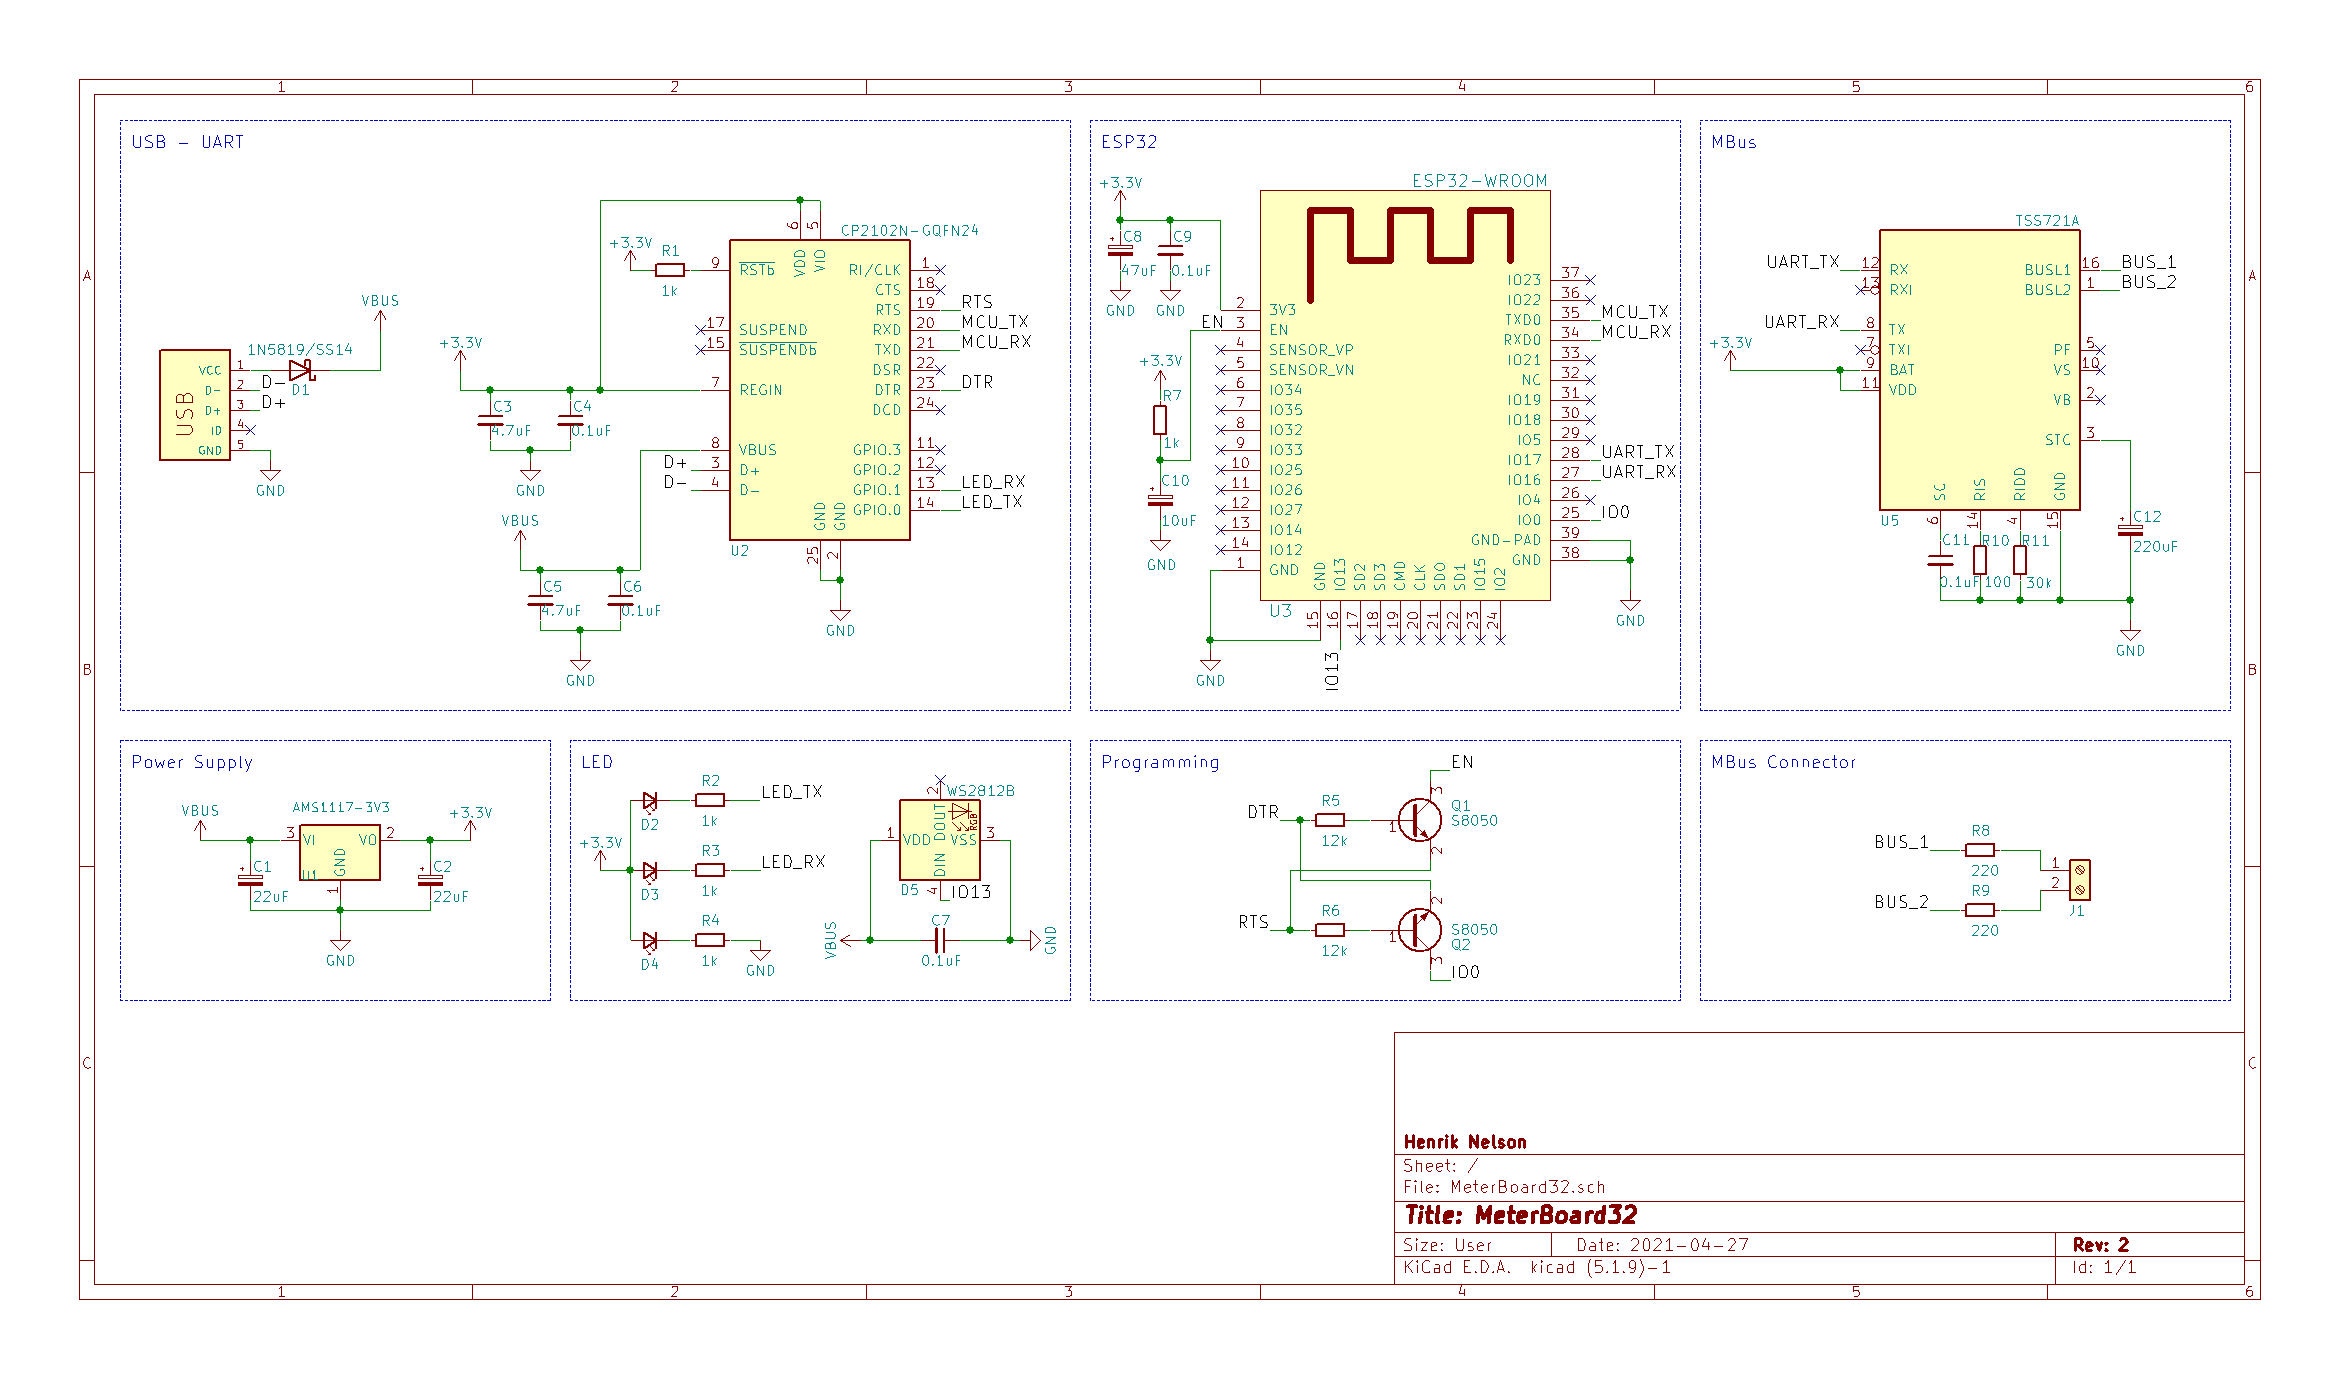 1 2 3 4 5 6
A
B
C
USB - UART
USB
VCC 1
D- 2
D+ 3
ID 4
GND 5
D-
D+
1N5819/SS14
D1
VBUS
GND
+3.3V
C3
4.7uF
C4
0.1uF
GND
VBUS
C5
4.7uF
C6
0.1uF
GND
+3.3V
R1
1k
CP2102N-GQFN24
U2
9 RSTb
17 SUSPEND
15 SUSPENDb
7 REGIN
8 VBUS
D+ 3 D+
D- 4 D-
6 VDD
5 VIO
RI/CLK 1
CTS 18
RTS 19 RTS
RXD 20 MCU_TX
TXD 21 MCU_RX
DSR 22
DTR 23 DTR
DCD 24
GPIO.3 11
GPIO.2 12
GPIO.1 13 LED_RX
GPIO.0 14 LED_TX
GND 25
GND 2
GND
ESP32
+3.3V
C8
47uF
C9
0.1uF
GND
GND
EN
+3.3V
R7
1k
C10
10uF
GND
ESP32-WROOM
U3
2 3V3
3 EN
4 SENSOR_VP
5 SENSOR_VN
6 IO34
7 IO35
8 IO32
9 IO33
10 IO25
11 IO26
12 IO27
13 IO14
14 IO12
1 GND
GND
15 GND
16 IO13
17 SD2
18 SD3
19 CMD
20 CLK
21 SDO
22 SD1
23 IO15
24 IO2
IO13
IO23 37
IO22 36
TXD0 35 MCU_TX
RXD0 34 MCU_RX
IO21 33
NC 32
IO19 31
IO18 30
IO5 29
IO17 28 UART_TX
IO16 27 UART_RX
IO4 26
IO0 25 IO0
GND-PAD 39
GND 38
GND
MBus
TSS721A
U5
UART_TX 12 RX
13 RXI
UART_RX 8 TX
7 TXI
+3.3V
9 BAT
11 VDD
BUSL1 16 BUS_1
BUSL2 1 BUS_2
PF 5
VS 10
VB 2
STC 3
SC 6
RIS 14
RIDD 4
GND 15
C11
0.1uF
R10
100
R11
30k
C12
220uF
GND
Power Supply
VBUS
AMS1117-3V3
+3.3V
3 VI
VO 2
GND 1
U1
C1
22uF
C2
22uF
GND
LED
+3.3V
D2
R2
1k
LED_TX
D3
R3
1k
LED_RX
D4
R4
1k
GND
WS2812B
RGB
D5
1 VDD
2 DOUT
VSS 3
DIN 4
IO13
VBUS
C7
0.1uF
GND
Programming
DTR
R5
12k
EN
Q1
S8050
1
3
2
RTS
R6
12k
S8050
Q2
1
2
3
IO0
MBus Connector
BUS_1
R8
220
BUS_2
R9
220
1
2
J1
Henrik Nelson
Sheet: /
File: MeterBoard32.sch
Title: MeterBoard32
Size: User Date: 2021-04-27 Rev: 2
KiCad E.D.A. kicad (5.1.9)-1 Id: 1/1
A
B
C
1 2 3 4 5 6